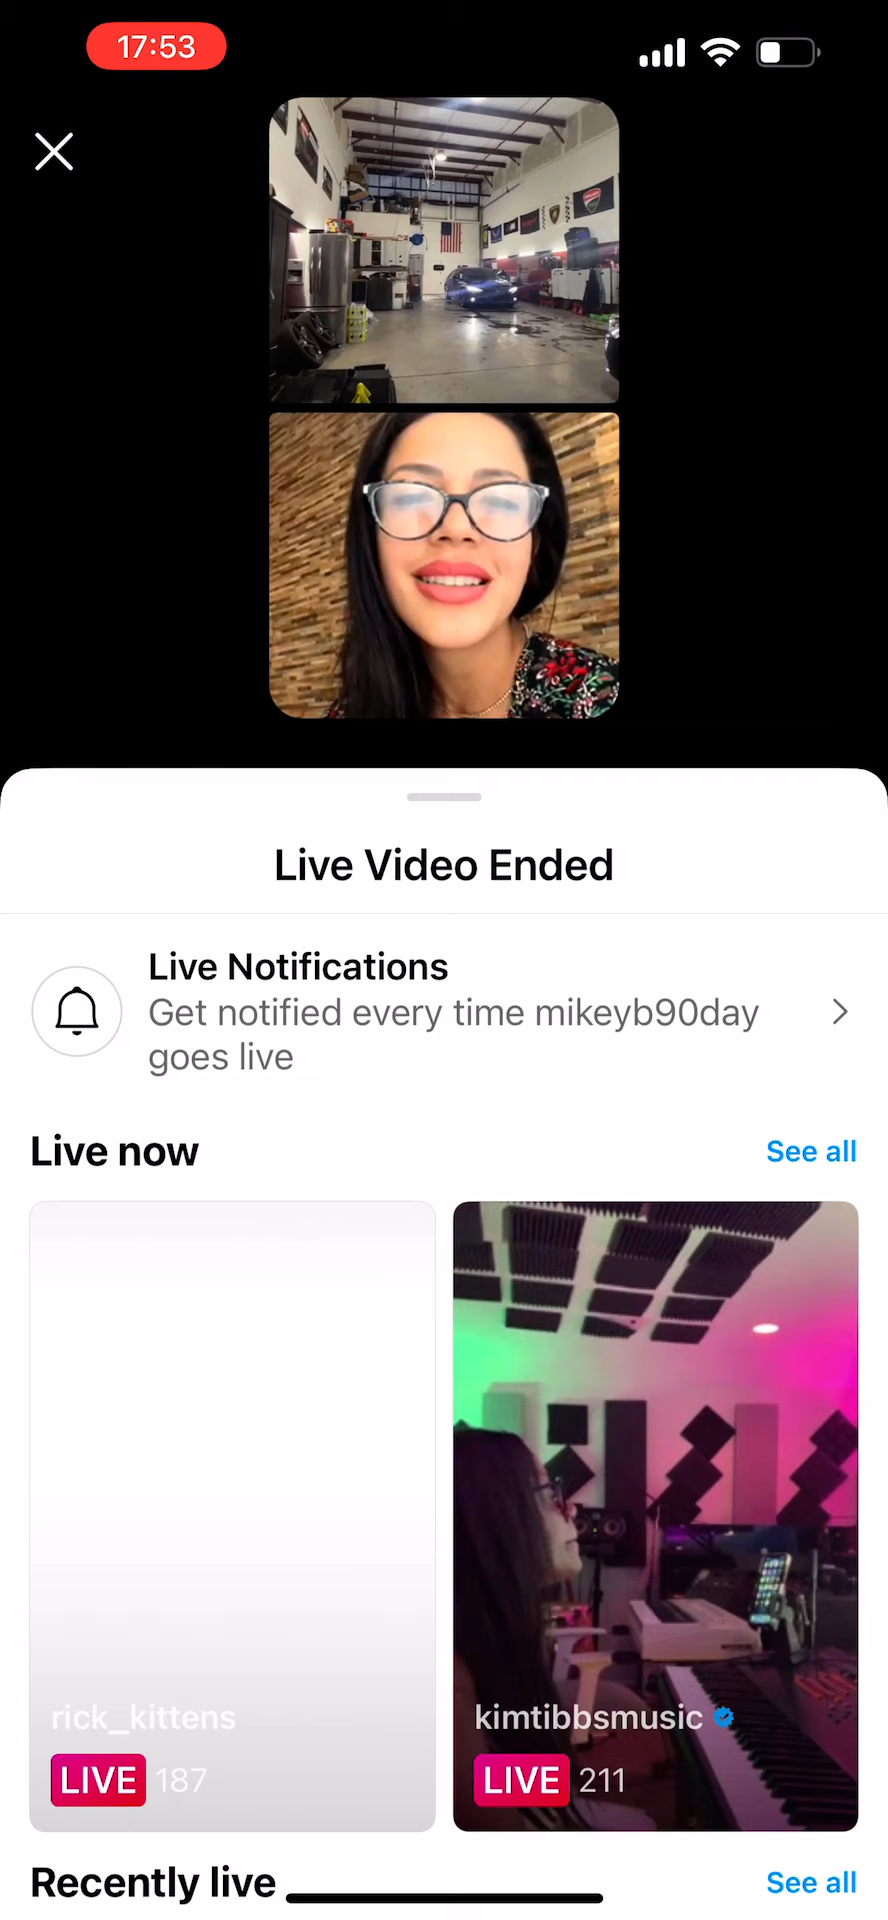 17:53
Live Video Ended
Live Notifications
Get notified every time mikeyb90day
goes live
Live now
See all
rick_kittens
LIVE 187
kimtibbsmusic
LIVE 211
Recently live
See all